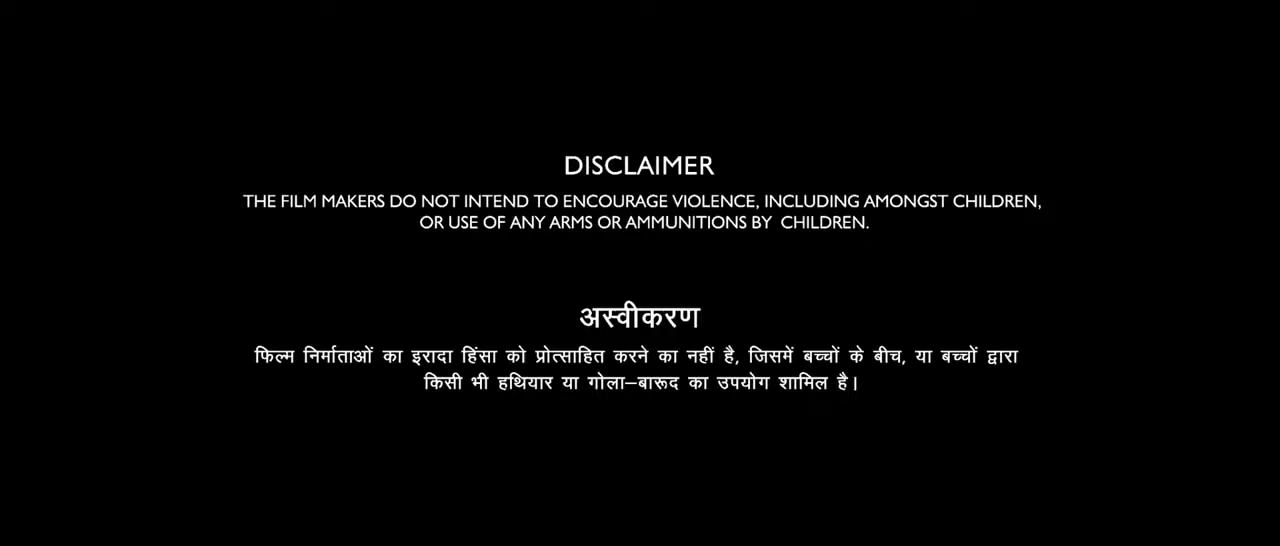 DISCLAIMER
THE FILM MAKERS DO NOT INTEND TO ENCOURAGE VIOLENCE, INCLUDING AMONGST CHILDREN,
OR USE OF ANY ARMS OR AMMUNITIONS BY CHILDREN.
अस्वीकरण
फिल्म निर्माताओं का इरादा हिंसा को प्रोत्साहित करने का नहीं है, जिसमें बच्चों के बीच, या बच्चों द्वारा
किसी भी हथियार या गोला–बारूद का उपयोग शामिल है।